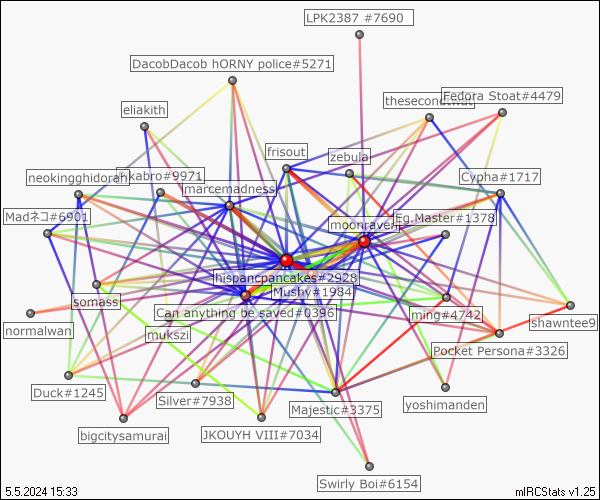 LPK2387 #7690
DacobDacob hORNY police#5271
Fedora Stoat#4479
eliakith
frisout
zebula
neokingghidorah
Cypha#1717
marcemadness
Madネコ#6901
moonraven
Eg.Master#1378
hispancpancakes#2928
Mushy#1984
somass
Can anything be saved#0396
ming#4742
normalwan
mukszi
shawntee9
Pocket Persona#3326
Duck#1245
Silver#7938
Majestic#3375
yoshimanden
bigcitysamurai
JKOUYH VIII#7034
Swirly Boi#6154
5.5.2024 15:33
mIRCStats v1.25